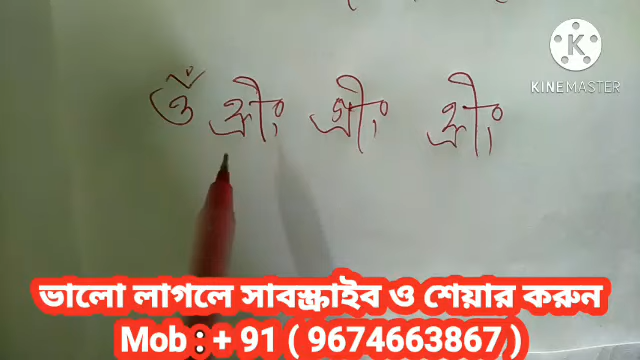 KINEMASTER
ওঁ
ভালো লাগলে সাবস্ক্রাইব ও শেয়ার করুন
Mob : + 91 ( 9674663867 )